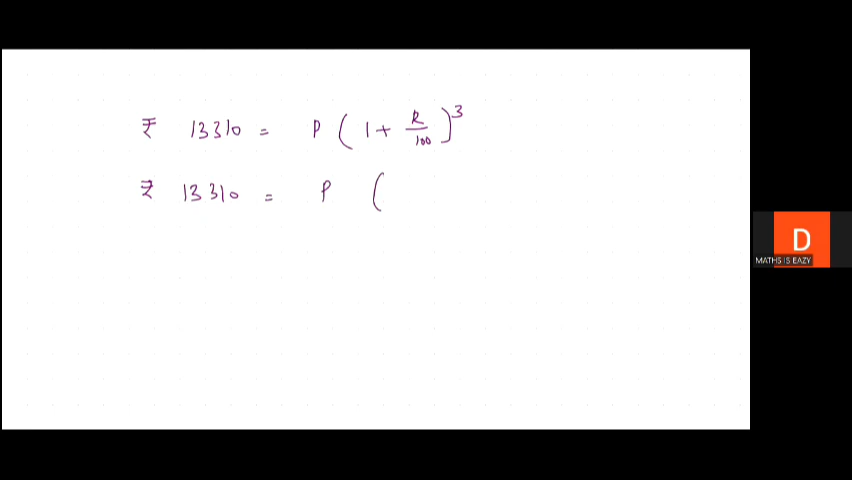 ₹ 13310 = P ( 1 + R/100 )^3
₹ 13310 = P (
D
MATHS IS EAZY